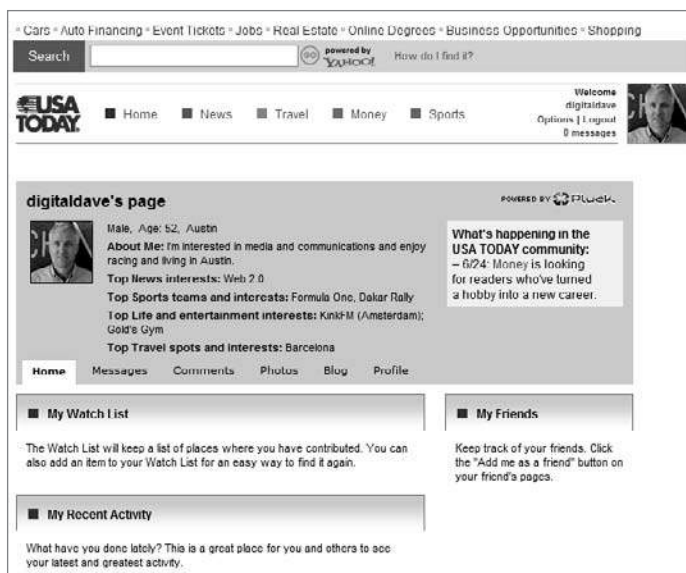 Cars Auto Financing Event Tickets Jobs Real Estate Online Degrees Business Opportunities Shopping
Search GO powered by YAHOO! How do I find it?
USA TODAY.
Home News Travel Money Sports
Welcome
digitaldave
Options | Logout
0 messages
digitaldave's page
POWERED BY Pluck.
Male, Age: 52, Austin
About Me: I'm interested in media and communications and enjoy
racing and living in Austin.
Top News interests: Web 2.0
Top Sports teams and interests: Formula One, Dakar Rally
Top Life and entertainment interests: KinkFM (Amsterdam);
Gold's Gym
Top Travel spots and interests: Barcelona
What's happening in the
USA TODAY community:
– 6/24: Money is looking
for readers who've turned
a hobby into a new career.
Home Messages Comments Photos Blog Profile
My Watch List
The Watch List will keep a list of places where you have contributed. You can
also add an item to your Watch List for an easy way to find it again.
My Friends
Keep track of your friends. Click
the "Add me as a friend" button on
your friend's pages.
My Recent Activity
What have you done lately? This is a great place for you and others to see
your latest and greatest activity.